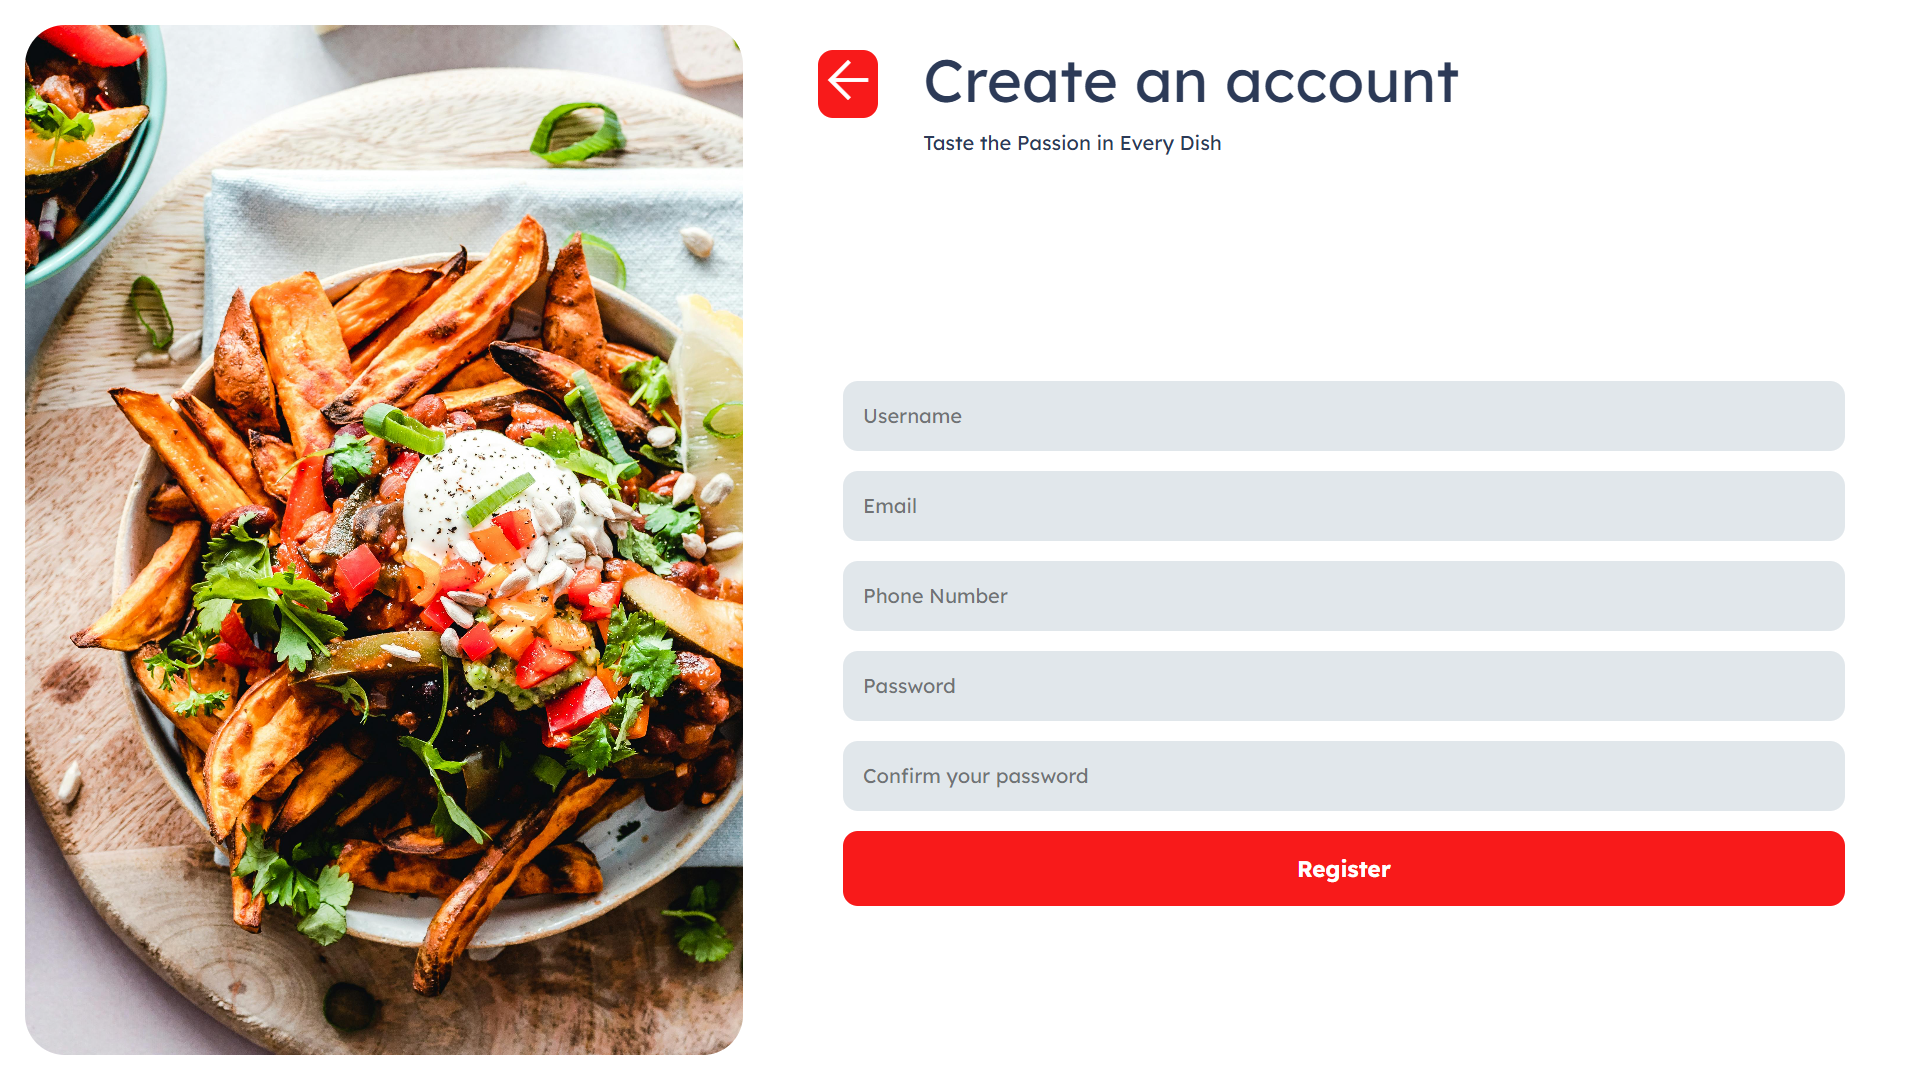 Create an account
Taste the Passion in Every Dish
Username
Email
Phone Number
Password
Confirm your password
Register